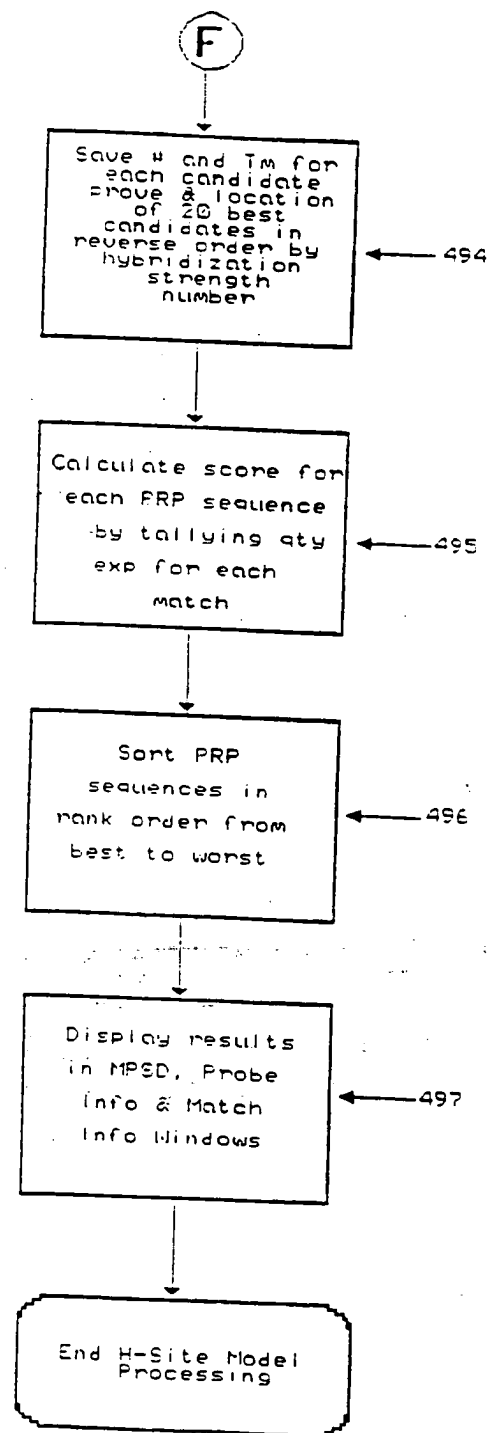 F
Save # and Tm for
each candidate
prove & location
of 20 best
candidates in
reverse order by
hybridization
strength
number
494
Calculate score for
each PRP sequence
by tallying qty
exp for each
match
495
Sort PRP
sequences in
rank order from
best to worst
496
Display results
in MPSD, Probe
Info & Match
Info Windows
497
End H-Site Model
Processing